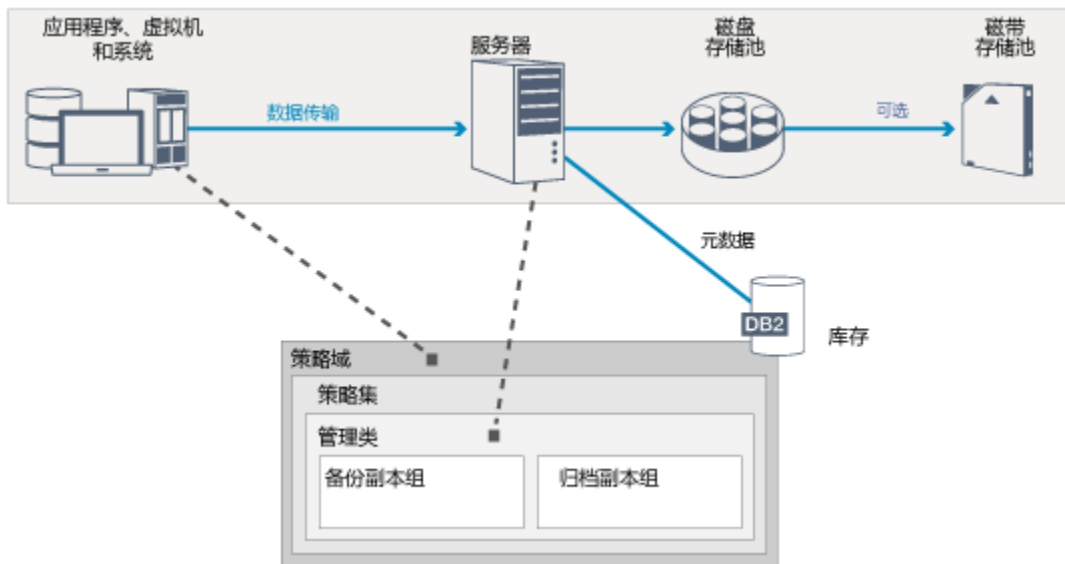 应用程序、虚拟机
和系统
数据传输
服务器
磁盘
存储池
可选
磁带
存储池
元数据
DB2
库存
策略域
策略集
管理类
备份副本组
归档副本组